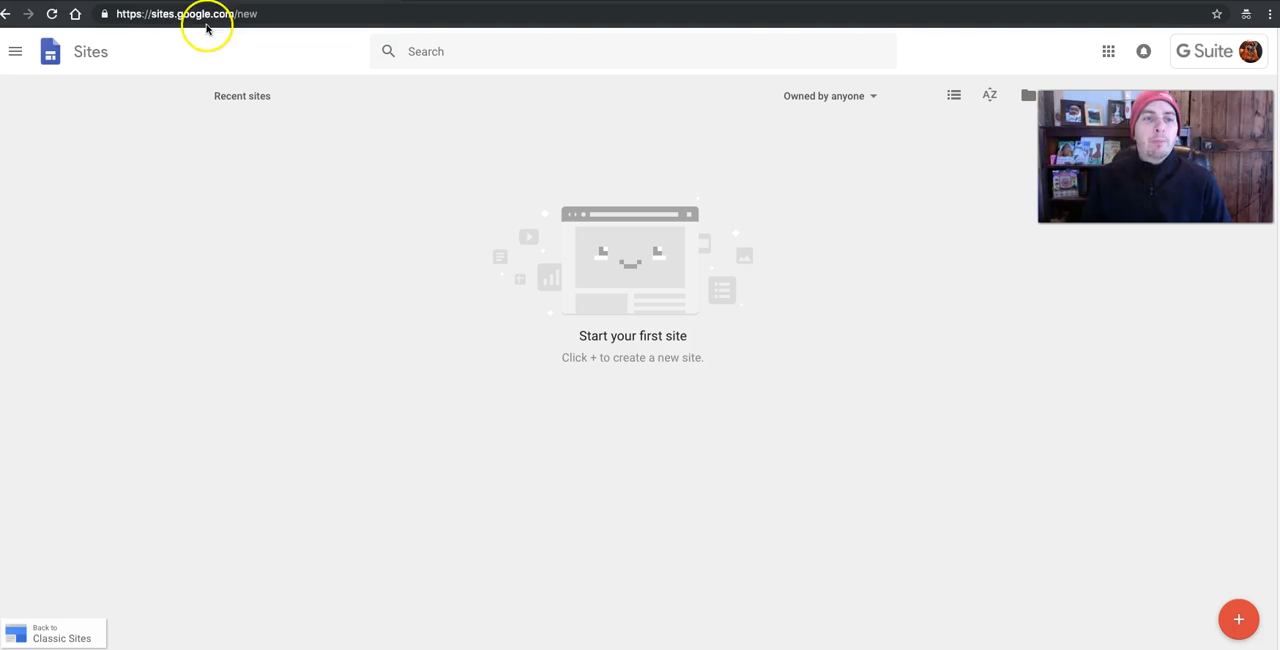 https://sites.google.com/new
Sites
Search
G Suite
Recent sites
Owned by anyone
AZ
Start your first site
Click + to create a new site.
Back to
Classic Sites
+